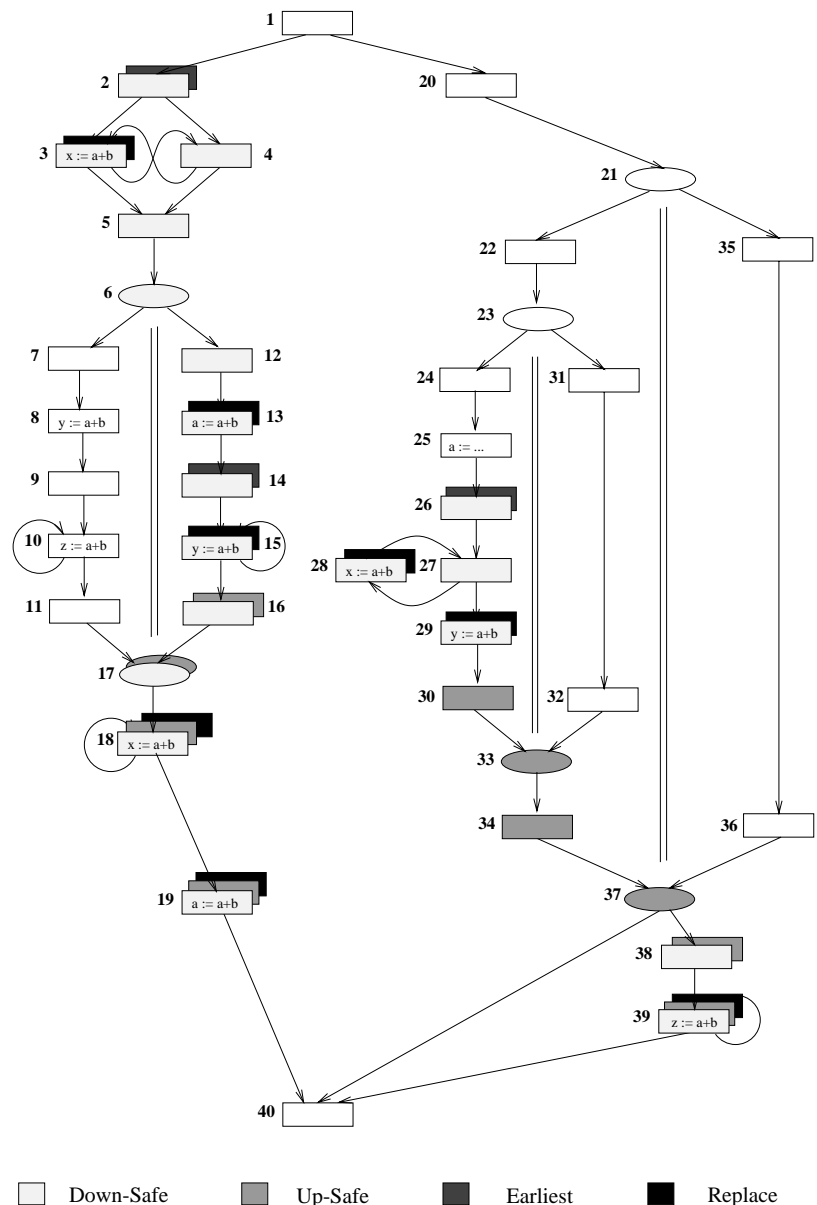 1
2
20
3 x := a+b 4
21
5
22 35
6
23
7 12
24 31
8 y := a+b a := a+b 13
25 a := ...
9 14
26
10 z := a+b y := a+b 15
28 x := a+b 27
11 16
29 y := a+b
17
30 32
18 x := a+b
33
34 36
19 a := a+b
37
38
39 z := a+b
40
Down-Safe Up-Safe Earliest Replace